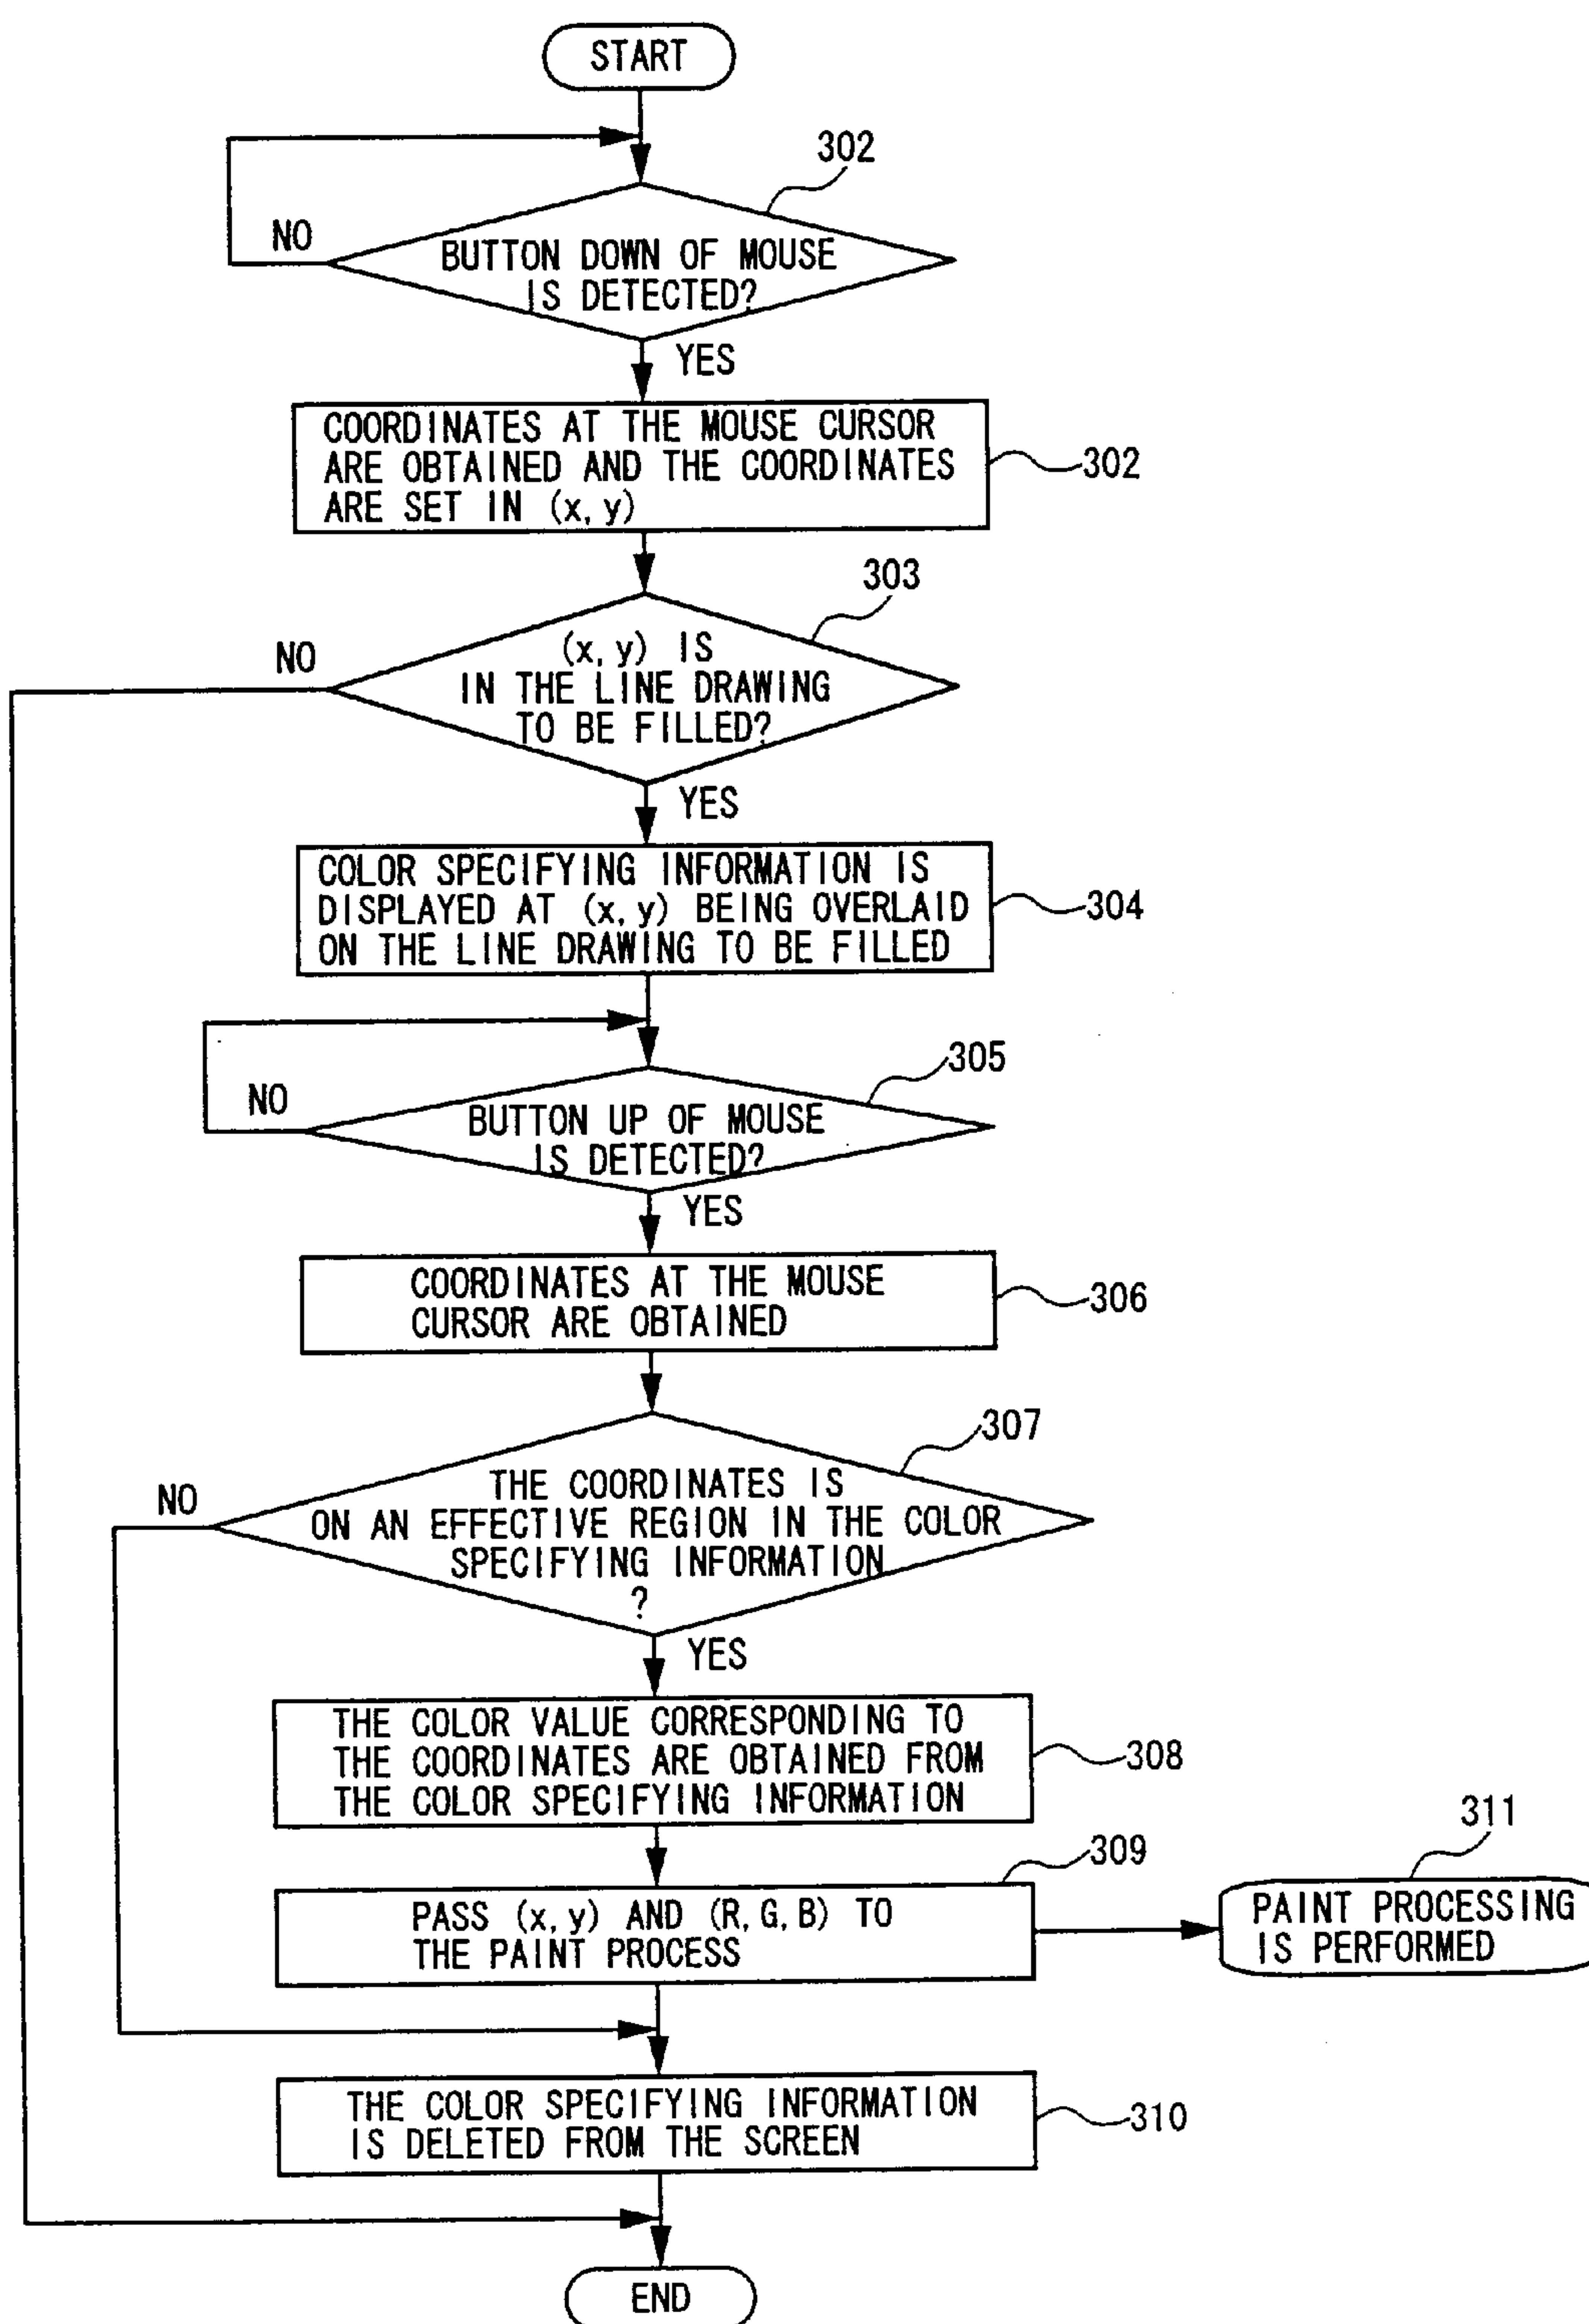 START
302
NO
BUTTON DOWN OF MOUSE
IS DETECTED?
YES
COORDINATES AT THE MOUSE CURSOR
ARE OBTAINED AND THE COORDINATES
ARE SET IN (x, y)
302
303
NO
(x, y) IS
IN THE LINE DRAWING
TO BE FILLED?
YES
COLOR SPECIFYING INFORMATION IS
DISPLAYED AT (x, y) BEING OVERLAID
ON THE LINE DRAWING TO BE FILLED
304
305
NO
BUTTON UP OF MOUSE
IS DETECTED?
YES
COORDINATES AT THE MOUSE
CURSOR ARE OBTAINED
306
307
NO
THE COORDINATES IS
ON AN EFFECTIVE REGION IN THE COLOR
SPECIFYING INFORMATION
?
YES
THE COLOR VALUE CORRESPONDING TO
THE COORDINATES ARE OBTAINED FROM
THE COLOR SPECIFYING INFORMATION
308
309
PASS (x, y) AND (R, G, B) TO
THE PAINT PROCESS
311
PAINT PROCESSING
IS PERFORMED
THE COLOR SPECIFYING INFORMATION
IS DELETED FROM THE SCREEN
310
END